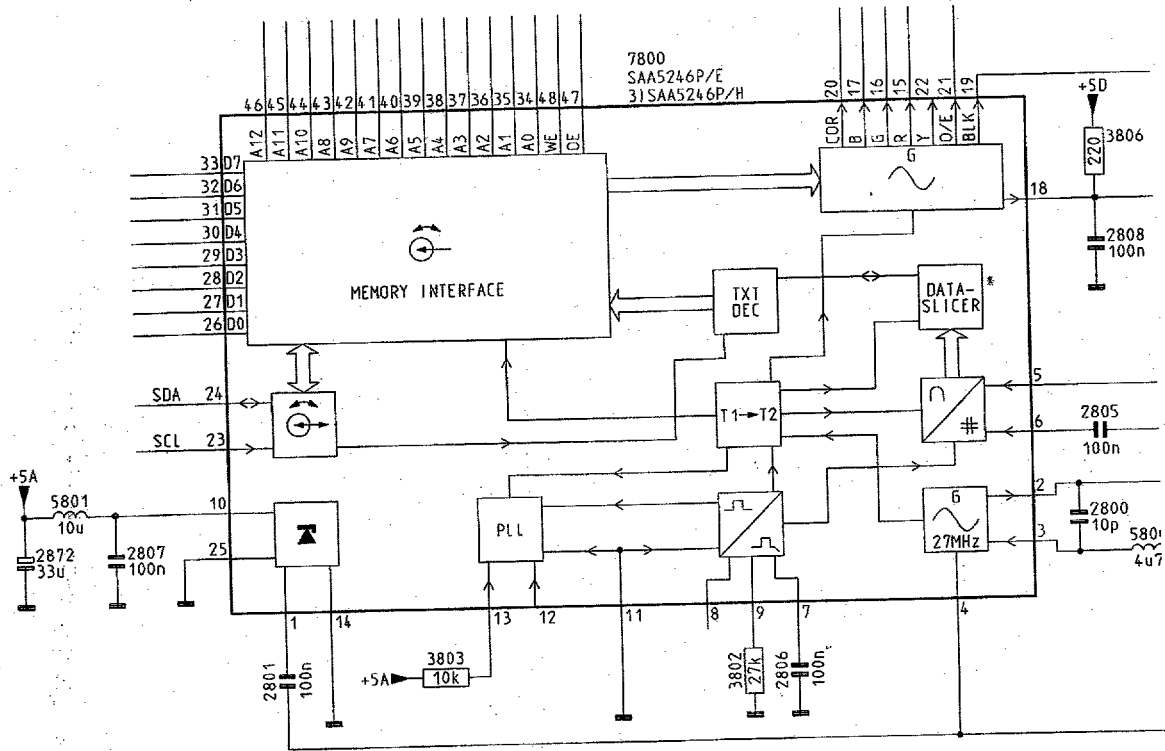 7800
SAA5246P/E
3)SAA5246P/H
46 45 44 43 42 41 40 39 38 37 36 35 34 48 47
20 17 16 15 22 21 19
+5D
A12 A11 A10 A8 A9 A7 A6 A5 A4 A3 A2 A1 A0 WE OE
COR B G R Y O/E BLK
3806
220
33 D7
32 D6
31 D5
30 D4
29 D3
28 D2
27 D1
26 D0
G
18
2808
100n
MEMORY INTERFACE
TXT
DEC
DATA-
SLICER
*
SDA 24
SCL 23
T1→T2
5
6
2805
100n
+5A
5801
10u
10
25
2872
33u
2807
100n
PLL
G
27MHz
2
3
2800
10p
4u7
1
14
13
12
11
8
9
7
4
2801
100n
3803
+5A
10k
3802
27k
2806
100n